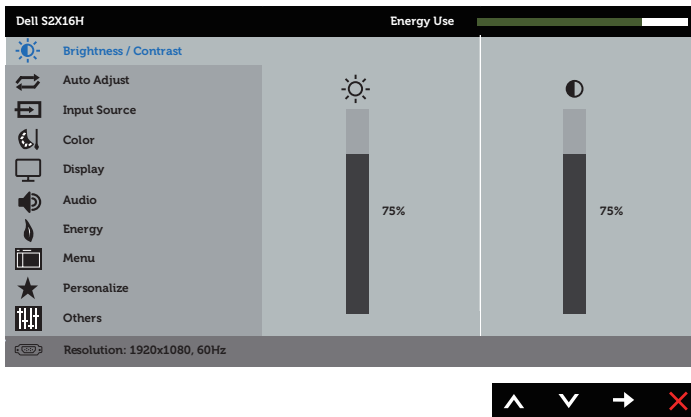 Dell S2X16H Energy Use
Brightness / Contrast
Auto Adjust
Input Source
Color
Display
Audio
Energy
Menu
Personalize
Others
75% 75%
Resolution: 1920x1080, 60Hz